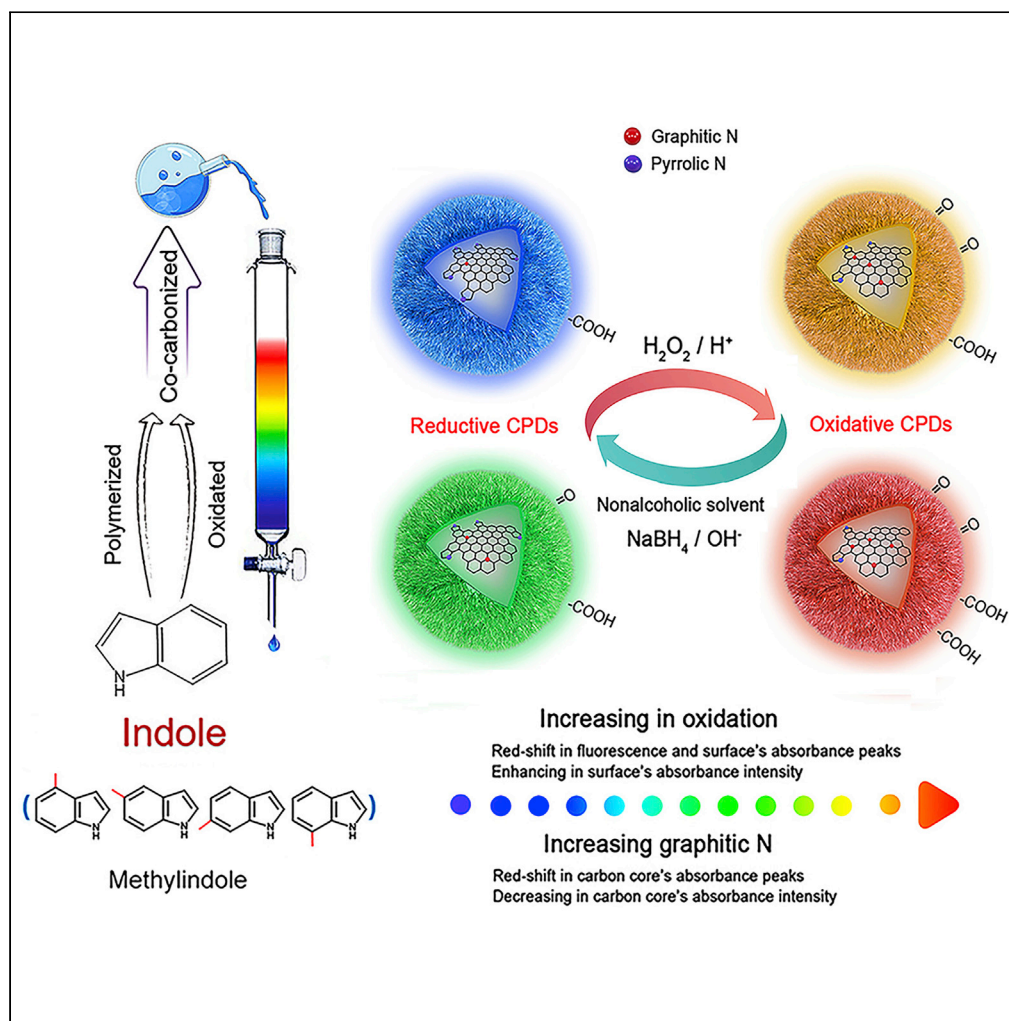 Graphitic N
Pyrrolic N
Co-carbonized
Polymerized
Oxidated
N
H
Indole
N
H
N
H
N
H
N
H
Methylindole
-COOH
=O
=O
-COOH
H₂O₂ / H⁺
Reductive CPDs
Oxidative CPDs
Nonalcoholic solvent
NaBH₄ / OH⁻
=O
-COOH
=O
-COOH
-COOH
Increasing in oxidation
Red-shift in fluorescence and surface's absorbance peaks
Enhancing in surface's absorbance intensity
Increasing graphitic N
Red-shift in carbon core's absorbance peaks
Decreasing in carbon core's absorbance intensity